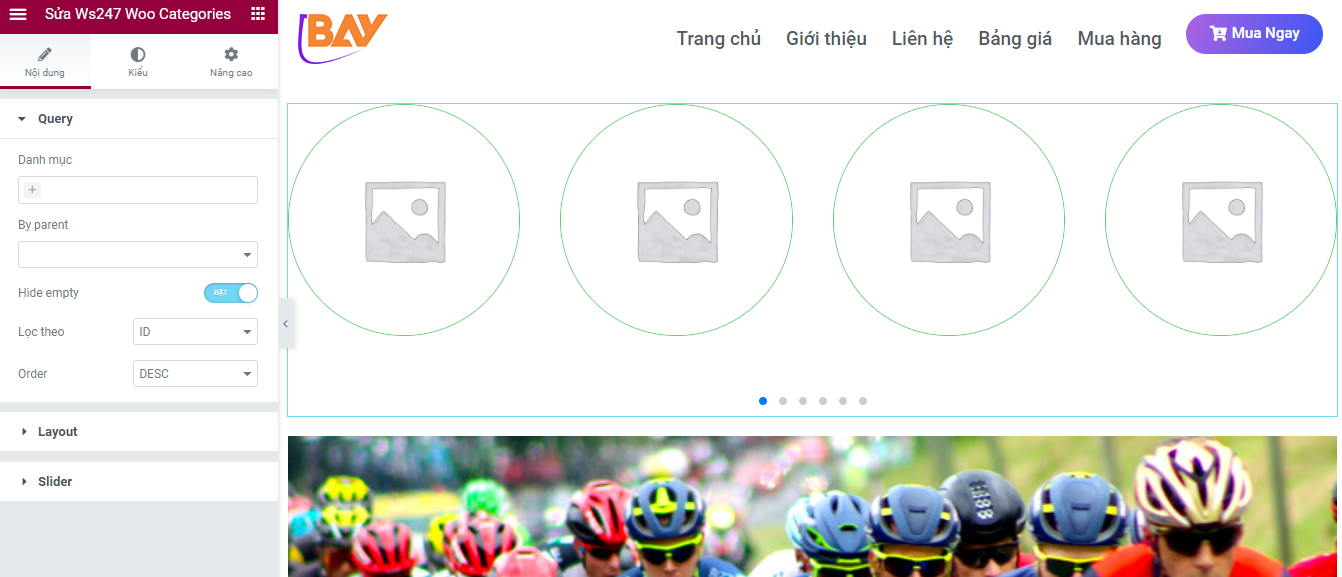 Sửa Ws247 Woo Categories
Nội dung
Kiểu
Nâng cao
Query
Danh mục
+
By parent
Hide empty
BẬT
Lọc theo
ID
Order
DESC
Layout
Slider
BAY
Trang chủ
Giới thiệu
Liên hệ
Bảng giá
Mua hàng
Mua Ngay